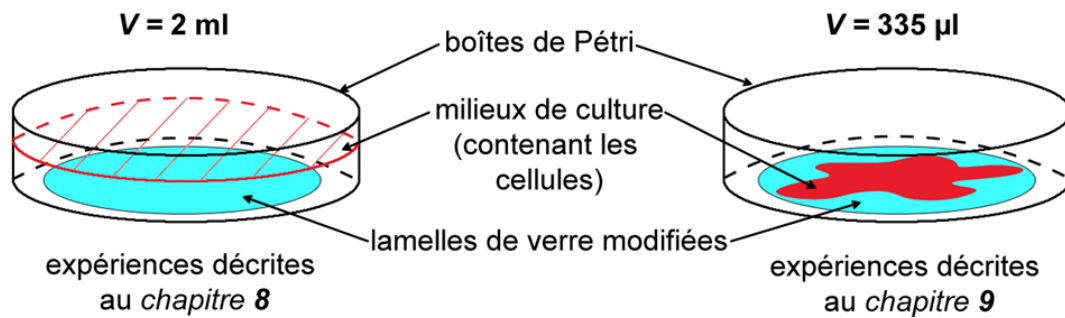 V = 2 ml
V = 335 µl
boîtes de Pétri
milieux de culture
(contenant les
cellules)
lamelles de verre modifiées
expériences décrites
au chapitre 8
expériences décrites
au chapitre 9